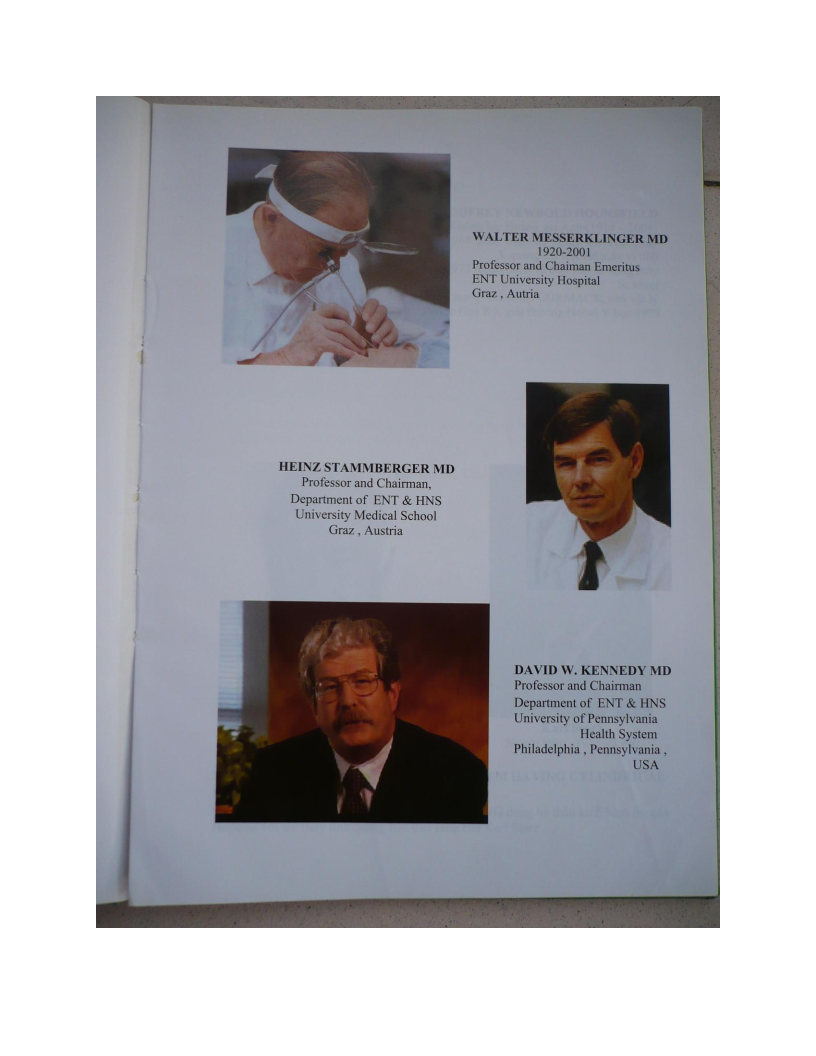 WALTER MESSERKLINGER MD
1920-2001
Professor and Chaiman Emeritus
ENT University Hospital
Graz , Autria
HEINZ STAMMBERGER MD
Professor and Chairman,
Department of ENT & HNS
University Medical School
Graz , Austria
DAVID W. KENNEDY MD
Professor and Chairman
Department of ENT & HNS
University of Pennsylvania
Health System
Philadelphia , Pennsylvania ,
USA